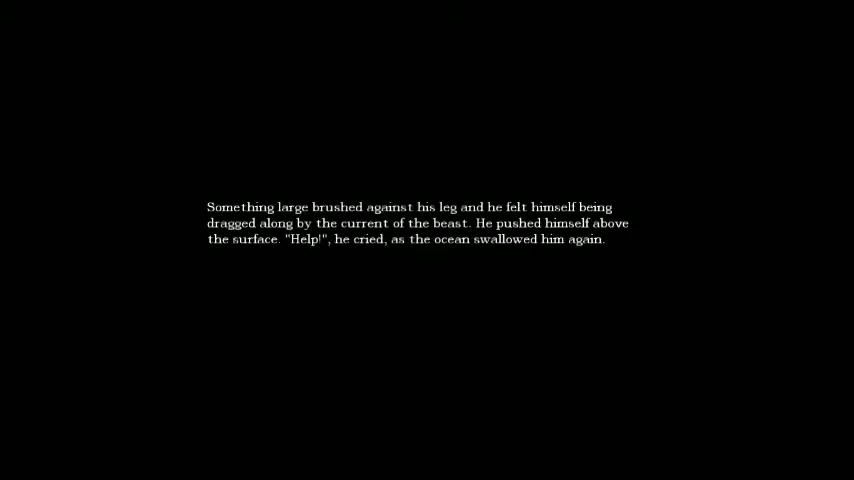 Something large brushed against his leg and he felt himself being
dragged along by the current of the beast. He pushed himself above
the surface. "Help!", he cried, as the ocean swallowed him again.